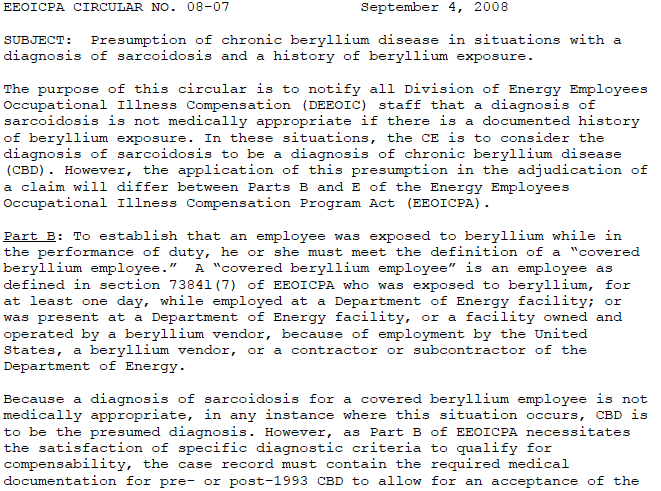 EEOICPA CIRCULAR NO. 08-07 September 4, 2008
SUBJECT: Presumption of chronic beryllium disease in situations with a
diagnosis of sarcoidosis and a history of beryllium exposure.
The purpose of this circular is to notify all Division of Energy Employees
Occupational Illness Compensation (DEEOIC) staff that a diagnosis of
sarcoidosis is not medically appropriate if there is a documented history
of beryllium exposure. In these situations, the CE is to consider the
diagnosis of sarcoidosis to be a diagnosis of chronic beryllium disease
(CBD). However, the application of this presumption in the adjudication of
a claim will differ between Parts B and E of the Energy Employees
Occupational Illness Compensation Program Act (EEOICPA).
Part B: To establish that an employee was exposed to beryllium while in
the performance of duty, he or she must meet the definition of a “covered
beryllium employee.” A “covered beryllium employee” is an employee as
defined in section 7384l(7) of EEOICPA who was exposed to beryllium, for
at least one day, while employed at a Department of Energy facility; or
was present at a Department of Energy facility, or a facility owned and
operated by a beryllium vendor, because of employment by the United
States, a beryllium vendor, or a contractor or subcontractor of the
Department of Energy.
Because a diagnosis of sarcoidosis for a covered beryllium employee is not
medically appropriate, in any instance where this situation occurs, CBD is
to be the presumed diagnosis. However, as Part B of EEOICPA necessitates
the satisfaction of specific diagnostic criteria to qualify for
compensability, the case record must contain the required medical
documentation for pre- or post-1993 CBD to allow for an acceptance of the